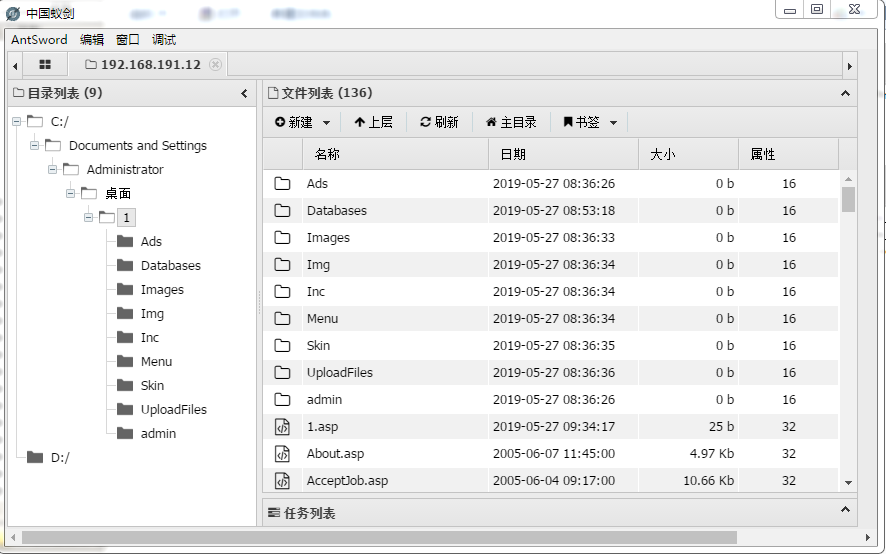 中国蚁剑
AntSword 编辑 窗口 调试
192.168.191.12
目录列表 (9)
C:/
Documents and Settings
Administrator
桌面
1
Ads
Databases
Images
Img
Inc
Menu
Skin
UploadFiles
admin
D:/
文件列表 (136)
新建 上层 刷新 主目录 书签
名称 日期 大小 属性
Ads 2019-05-27 08:36:26 0 b 16
Databases 2019-05-27 08:53:18 0 b 16
Images 2019-05-27 08:36:33 0 b 16
Img 2019-05-27 08:36:34 0 b 16
Inc 2019-05-27 08:36:34 0 b 16
Menu 2019-05-27 08:36:34 0 b 16
Skin 2019-05-27 08:36:35 0 b 16
UploadFiles 2019-05-27 08:36:36 0 b 16
admin 2019-05-27 08:36:26 0 b 16
1.asp 2019-05-27 09:34:17 25 b 32
About.asp 2005-06-07 11:45:00 4.97 Kb 32
AcceptJob.asp 2005-06-04 09:17:00 10.66 Kb 32
任务列表